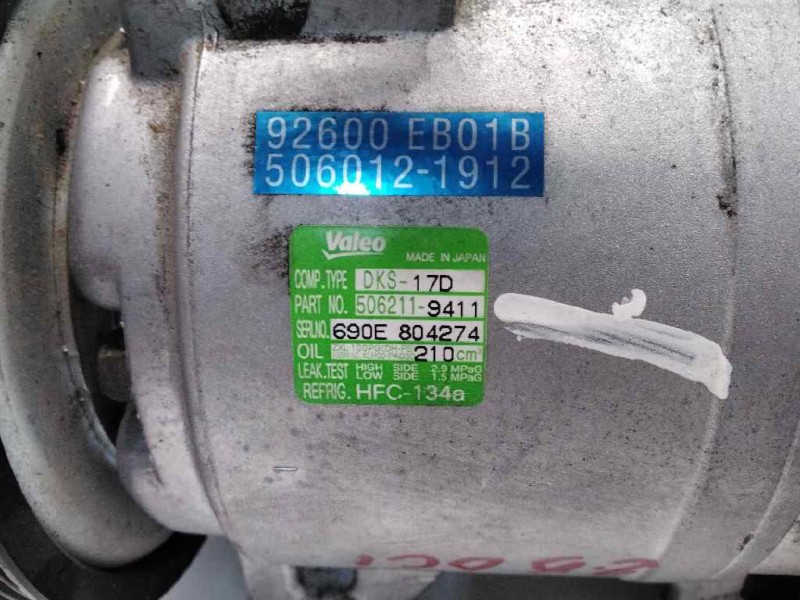 92600 EB01B
506012-1912
Valeo
MADE IN JAPAN
COMP.TYPE DKS-17D
PART NO. 506211-9411
SERL.NO. 690E 804274
OIL 210cm³
LEAK.TEST HIGH SIDE 2.9 MPaG
LOW SIDE. 1.5 MPaG
REFRIG. HFC-134a